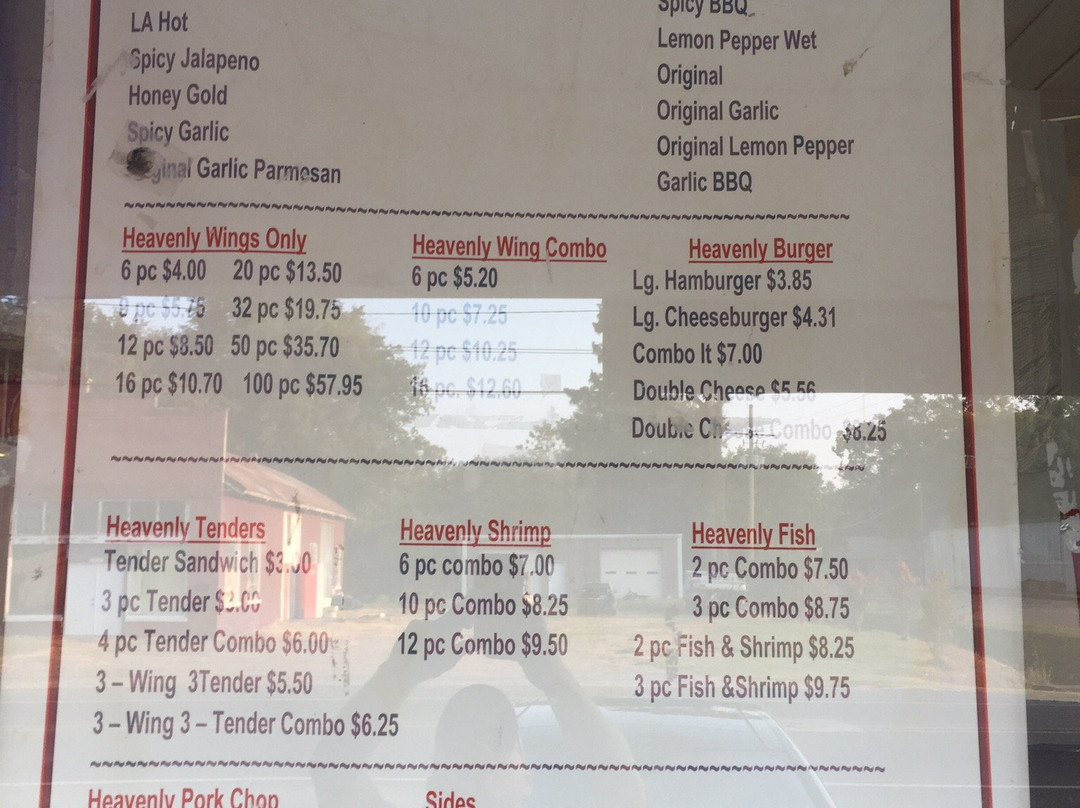 LA Hot
Spicy Jalapeno
Honey Gold
Spicy Garlic
Garlic Parmesan
Spicy BBQ
Lemon Pepper Wet
Original
Original Garlic
Original Lemon Pepper
Garlic BBQ
Heavenly Wings Only
6 pc $4.00 20 pc $13.50
pc $5.75 32 pc $19.75
12 pc $8.50 50 pc $35.70
16 pc $10.70 100 pc $57.95
Heavenly Wing Combo
6 pc $5.20
10 pc $7.25
12 pc $10.25
16 pc. $12.60
Heavenly Burger
Lg. Hamburger $3.85
Lg. Cheeseburger $4.31
Combo It $7.00
Double Cheese $5.56
Double Cheese Combo $8.25
Heavenly Tenders
Tender Sandwich
3 pc Tender
4 pc Tender Combo $6.00
3 – Wing 3Tender $5.50
3 – Wing 3 – Tender Combo $6.25
Heavenly Shrimp
6 pc combo $7.00
10 pc Combo $8.25
12 pc Combo $9.50
Heavenly Fish
2 pc Combo $7.50
3 pc Combo $8.75
2 pc Fish & Shrimp $8.25
3 pc Fish &Shrimp $9.75
Heavenly Pork Chop
Sides